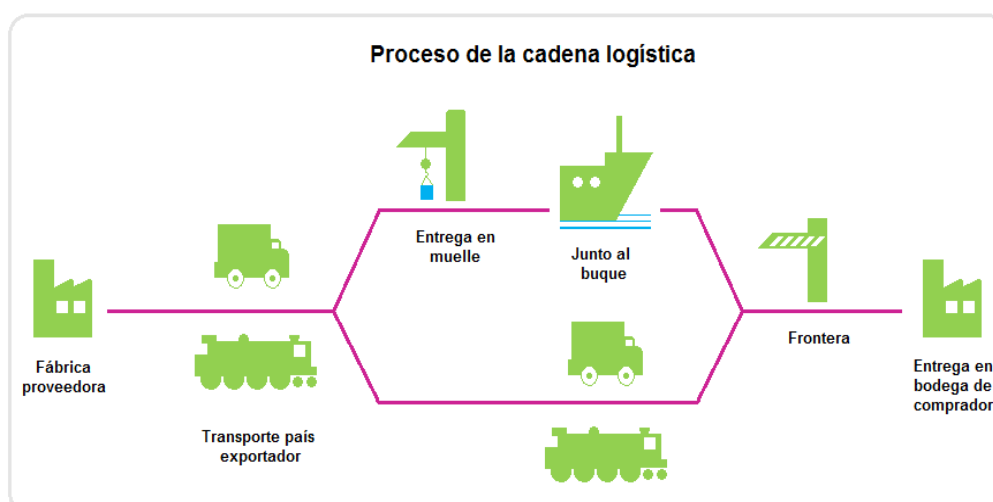 Proceso de la cadena logística
Entrega en
muelle
Junto al
buque
Frontera
Fábrica
proveedora
Transporte país
exportador
Entrega en
bodega de
comprador